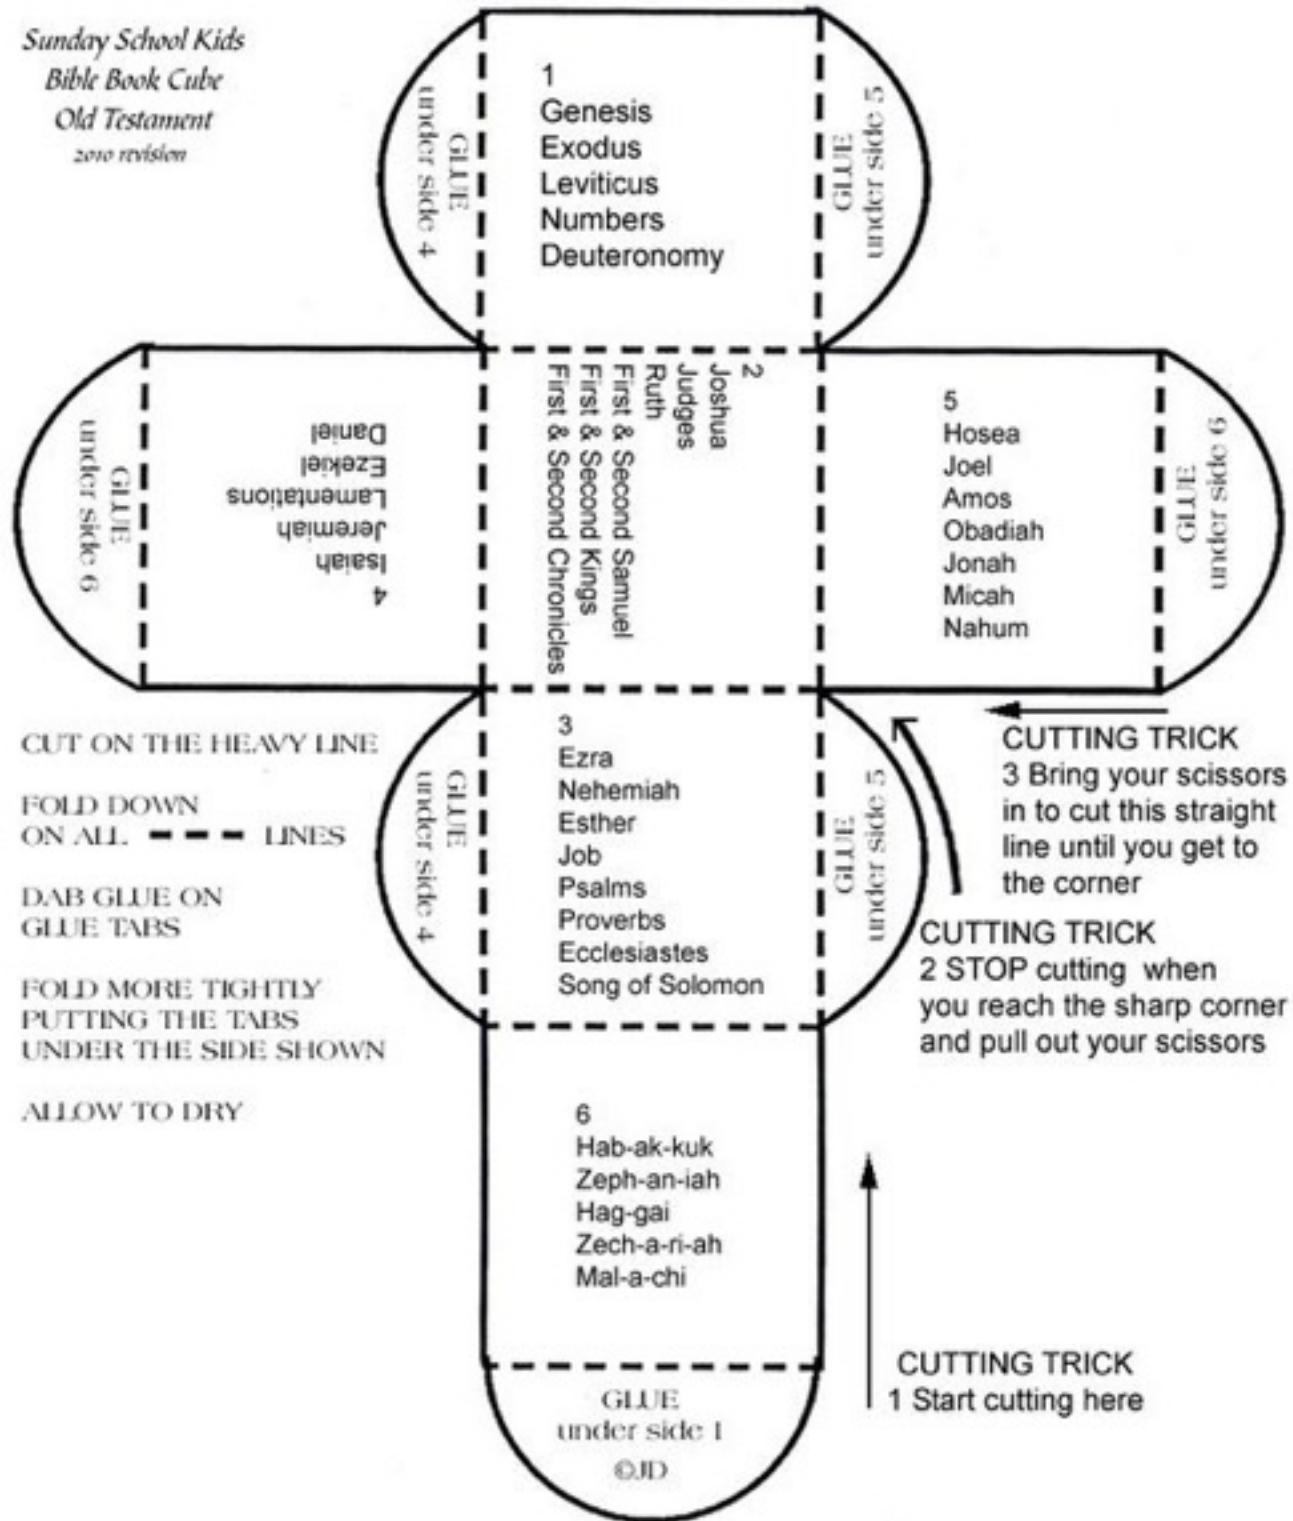 Sunday School Kids
Bible Book Cube
Old Testament
2010 revision
GLUE
under side 4
1
Genesis
Exodus
Leviticus
Numbers
Deuteronomy
GLUE
under side 5
GLUE
under side 6
4
Isaiah
Jeremiah
Lamentations
Ezekiel
Daniel
2
Joshua
Judges
Ruth
First & Second Samuel
First & Second Kings
First & Second Chronicles
5
Hosea
Joel
Amos
Obadiah
Jonah
Micah
Nahum
GLUE
under side 6
CUT ON THE HEAVY LINE
FOLD DOWN
ON ALL LINES
DAB GLUE ON
GLUE TABS
FOLD MORE TIGHTLY
PUTTING THE TABS
UNDER THE SIDE SHOWN
ALLOW TO DRY
GLUE
under side 4
3
Ezra
Nehemiah
Esther
Job
Psalms
Proverbs
Ecclesiastes
Song of Solomon
GLUE
under side 5
CUTTING TRICK
3 Bring your scissors
in to cut this straight
line until you get to
the corner
CUTTING TRICK
2 STOP cutting when
you reach the sharp corner
and pull out your scissors
6
Hab-ak-kuk
Zeph-an-iah
Hag-gai
Zech-a-ri-ah
Mal-a-chi
CUTTING TRICK
1 Start cutting here
GLUE
under side 1
©JD